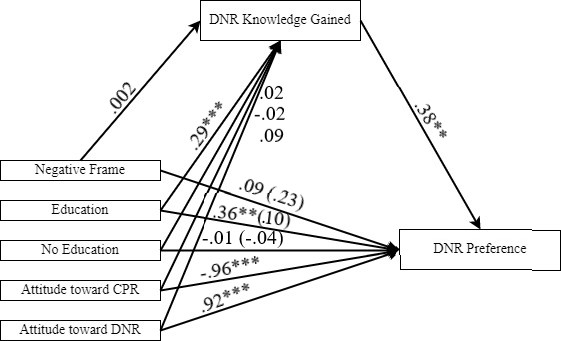 DNR Knowledge Gained
.002
.29***
.02
-.02
.09
.38**
Negative Frame
Education
No Education
Attitude toward CPR
Attitude toward DNR
.09 (.23)
.36**(.10)
-.01 (-.04)
-.96***
.92***
DNR Preference